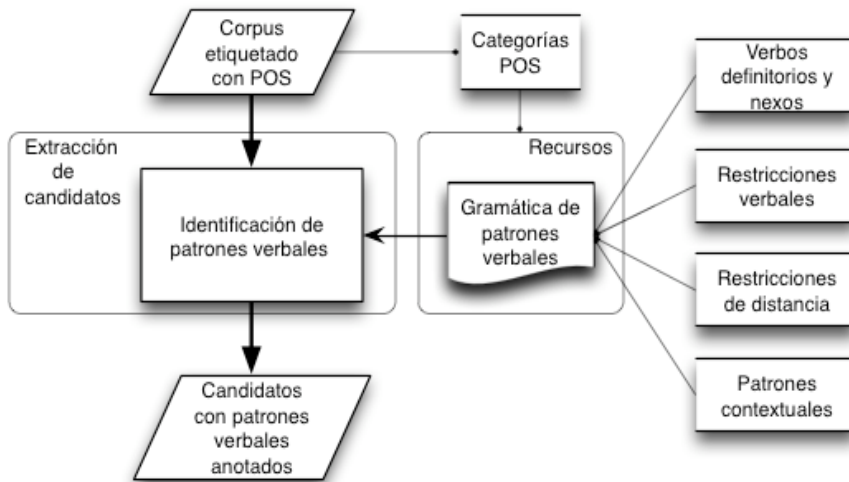 Corpus
etiquetado
con POS
Categorías
POS
Verbos
definitorios y
nexos
Extracción
de
candidatos
Recursos
Identificación de
patrones verbales
Gramática de
patrones
verbales
Restricciones
verbales
Restricciones
de distancia
Patrones
contextuales
Candidatos
con patrones
verbales
anotados